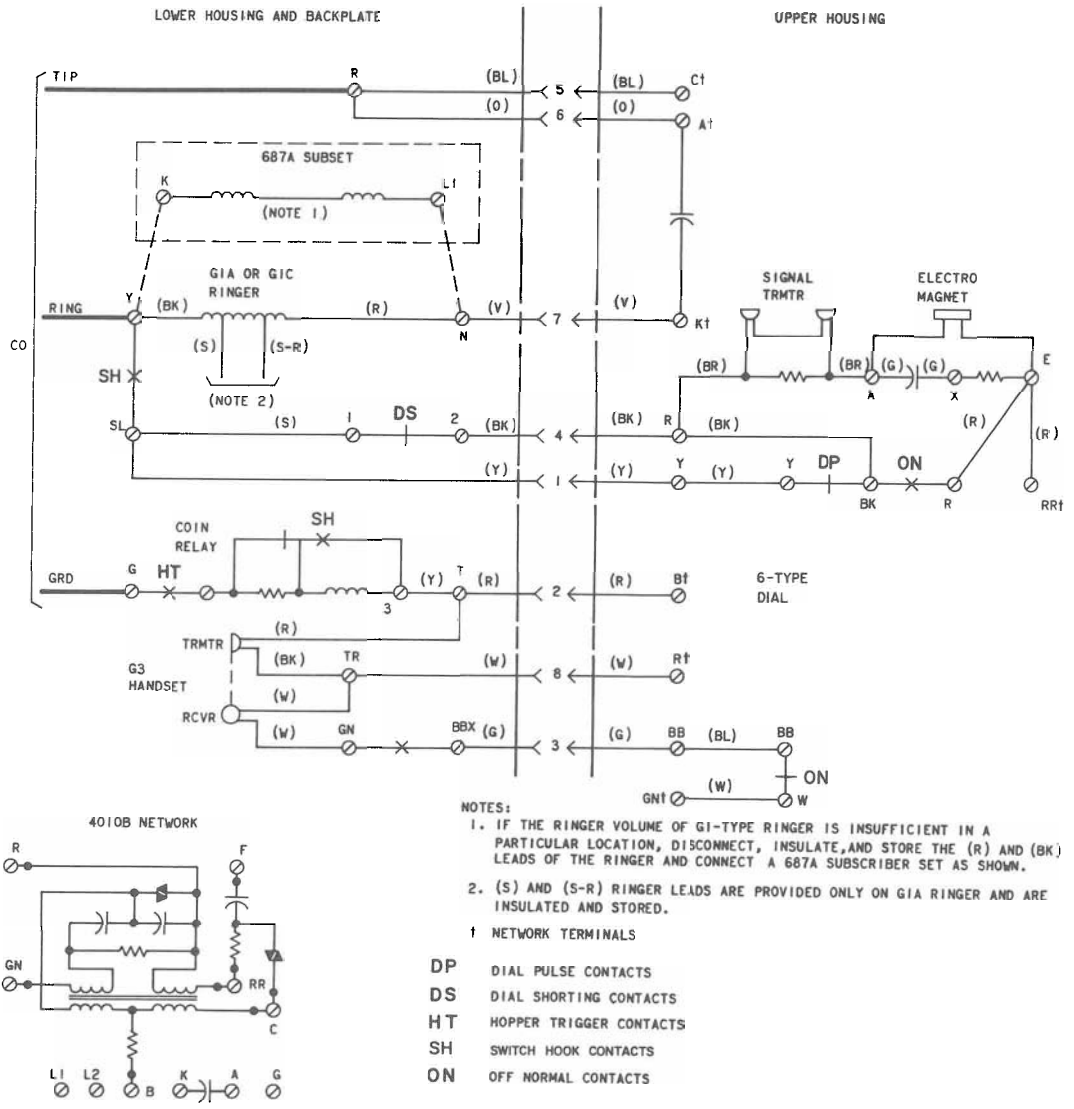 LOWER HOUSING AND BACKPLATE
UPPER HOUSING
TIP
R
(BL)
5
(BL)
C†
(O)
6
(O)
A†
687A SUBSET
K
L1
(NOTE 1)
G1A OR G1C
RINGER
SIGNAL
TRMTR
ELECTRO
MAGNET
RING
Y
(BK)
(R)
N
(V)
7
(V)
K†
CO
(S)
(S-R)
(NOTE 2)
SH
(BR)
(BR)
(G)
(G)
E
A
X
SL
(S)
1
DS
2
(BK)
4
(BK)
R
(BK)
(R)
(R)
(Y)
1
(Y)
Y
(Y)
Y
DP
ON
BK
R
RR†
COIN
RELAY
SH
GRD
G
HT
3
(Y)
T
(R)
2
(R)
B†
6-TYPE
DIAL
(R)
TRMTR
(BK)
TR
(W)
8
(W)
R†
G3
HANDSET
(W)
RCVR
(W)
GN
BBX
(G)
3
(G)
BB
(BL)
BB
ON
GN†
(W)
W
NOTES:
1. IF THE RINGER VOLUME OF G1-TYPE RINGER IS INSUFFICIENT IN A
PARTICULAR LOCATION, DISCONNECT, INSULATE, AND STORE THE (R) AND (BK)
LEADS OF THE RINGER AND CONNECT A 687A SUBSCRIBER SET AS SHOWN.
2. (S) AND (S-R) RINGER LEADS ARE PROVIDED ONLY ON G1A RINGER AND ARE
INSULATED AND STORED.
† NETWORK TERMINALS
DP DIAL PULSE CONTACTS
DS DIAL SHORTING CONTACTS
HT HOPPER TRIGGER CONTACTS
SH SWITCH HOOK CONTACTS
ON OFF NORMAL CONTACTS
4010B NETWORK
R
F
GN
RR
C
L1
L2
B
K
A
G